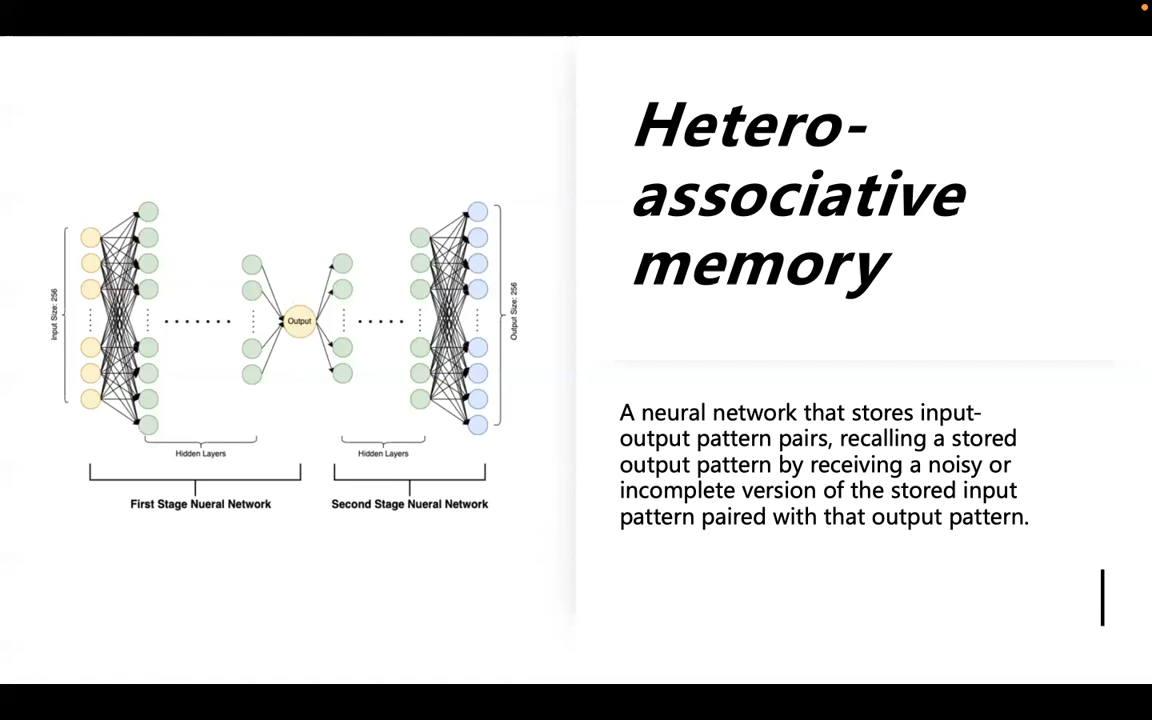 Hetero-
associative
memory
A neural network that stores input-
output pattern pairs, recalling a stored
output pattern by receiving a noisy or
incomplete version of the stored input
pattern paired with that output pattern.
Input Size: 256
Output
Output Size: 256
Hidden Layers
Hidden Layers
First Stage Nueral Network
Second Stage Nueral Network